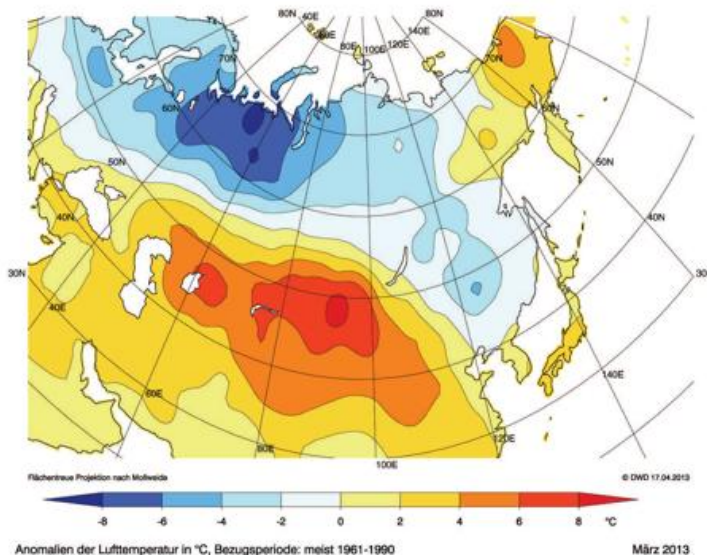 80N 40E 80N
60E 80E 100E 120E 140E
70N 70N
60N 60N
50N 50N
40N 40N
30N 30
40E
60E 80E 100E 120E 140E
Flächentreue Projektion nach Mollweide © DWD 17.04.2013
-8 -6 -4 -2 0 2 4 6 8 °C
Anomalien der Lufttemperatur in °C, Bezugsperiode: meist 1961-1990 März 2013